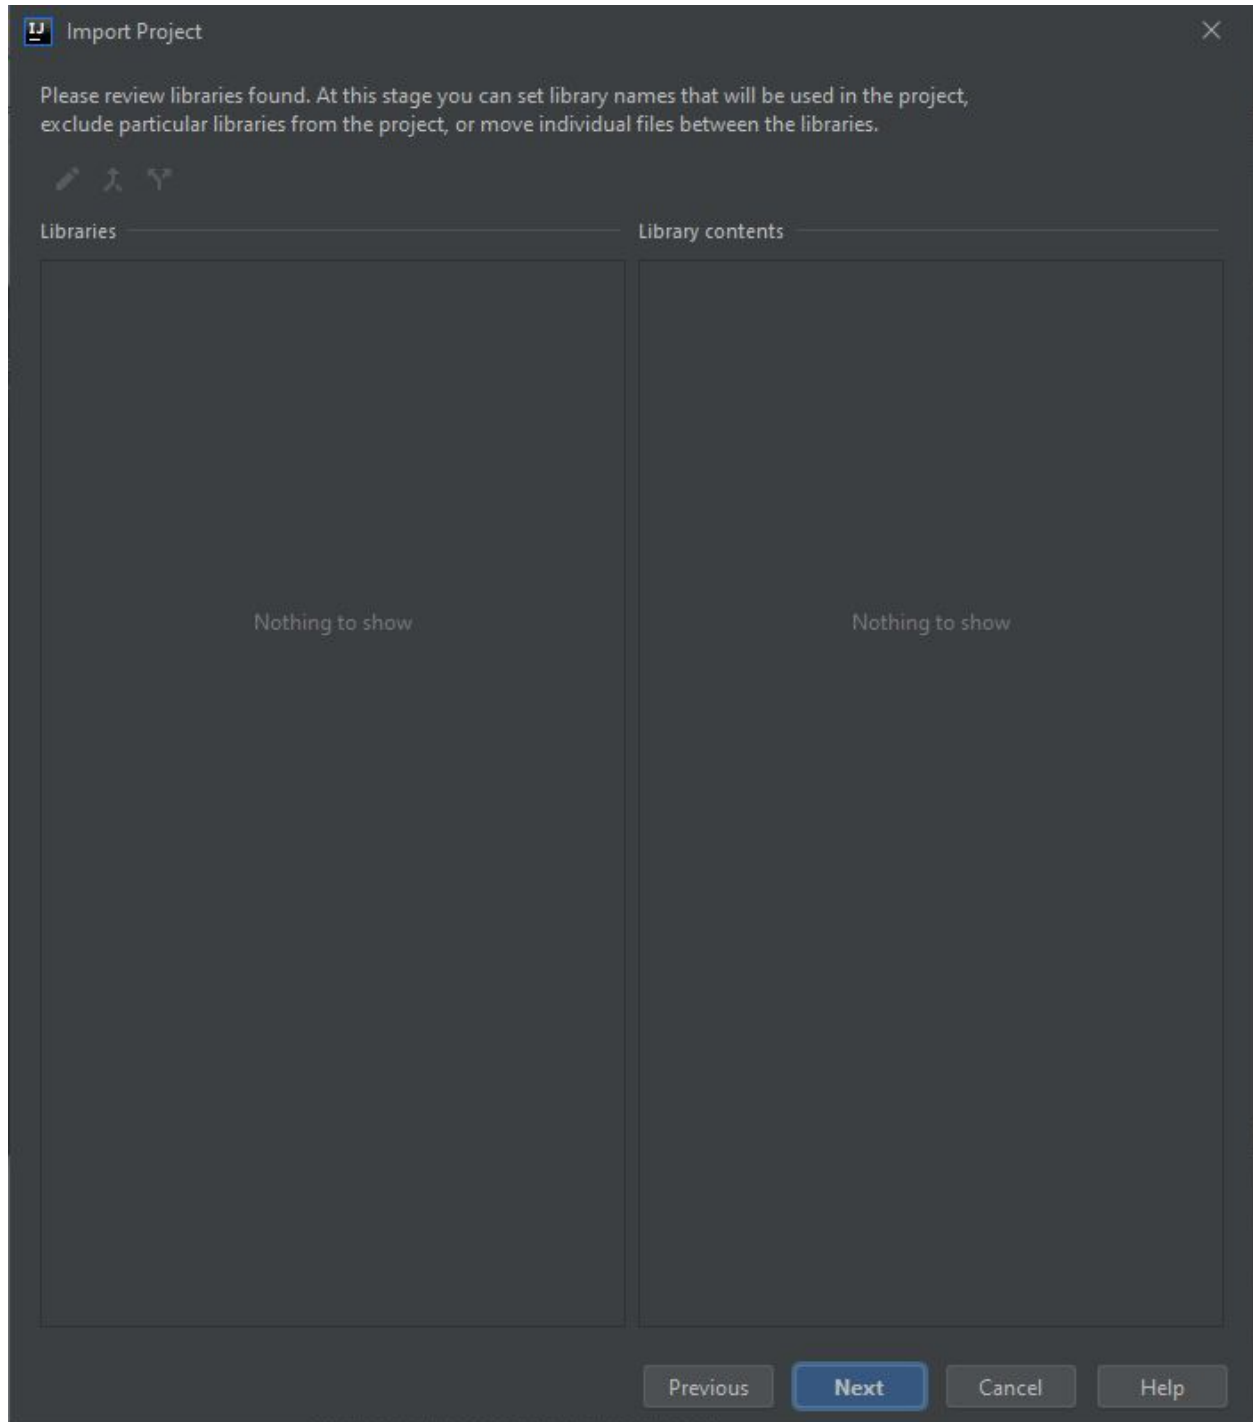 IJ
Import Project
Please review libraries found. At this stage you can set library names that will be used in the project,
exclude particular libraries from the project, or move individual files between the libraries.
Libraries
Library contents
Nothing to show
Nothing to show
Previous
Next
Cancel
Help